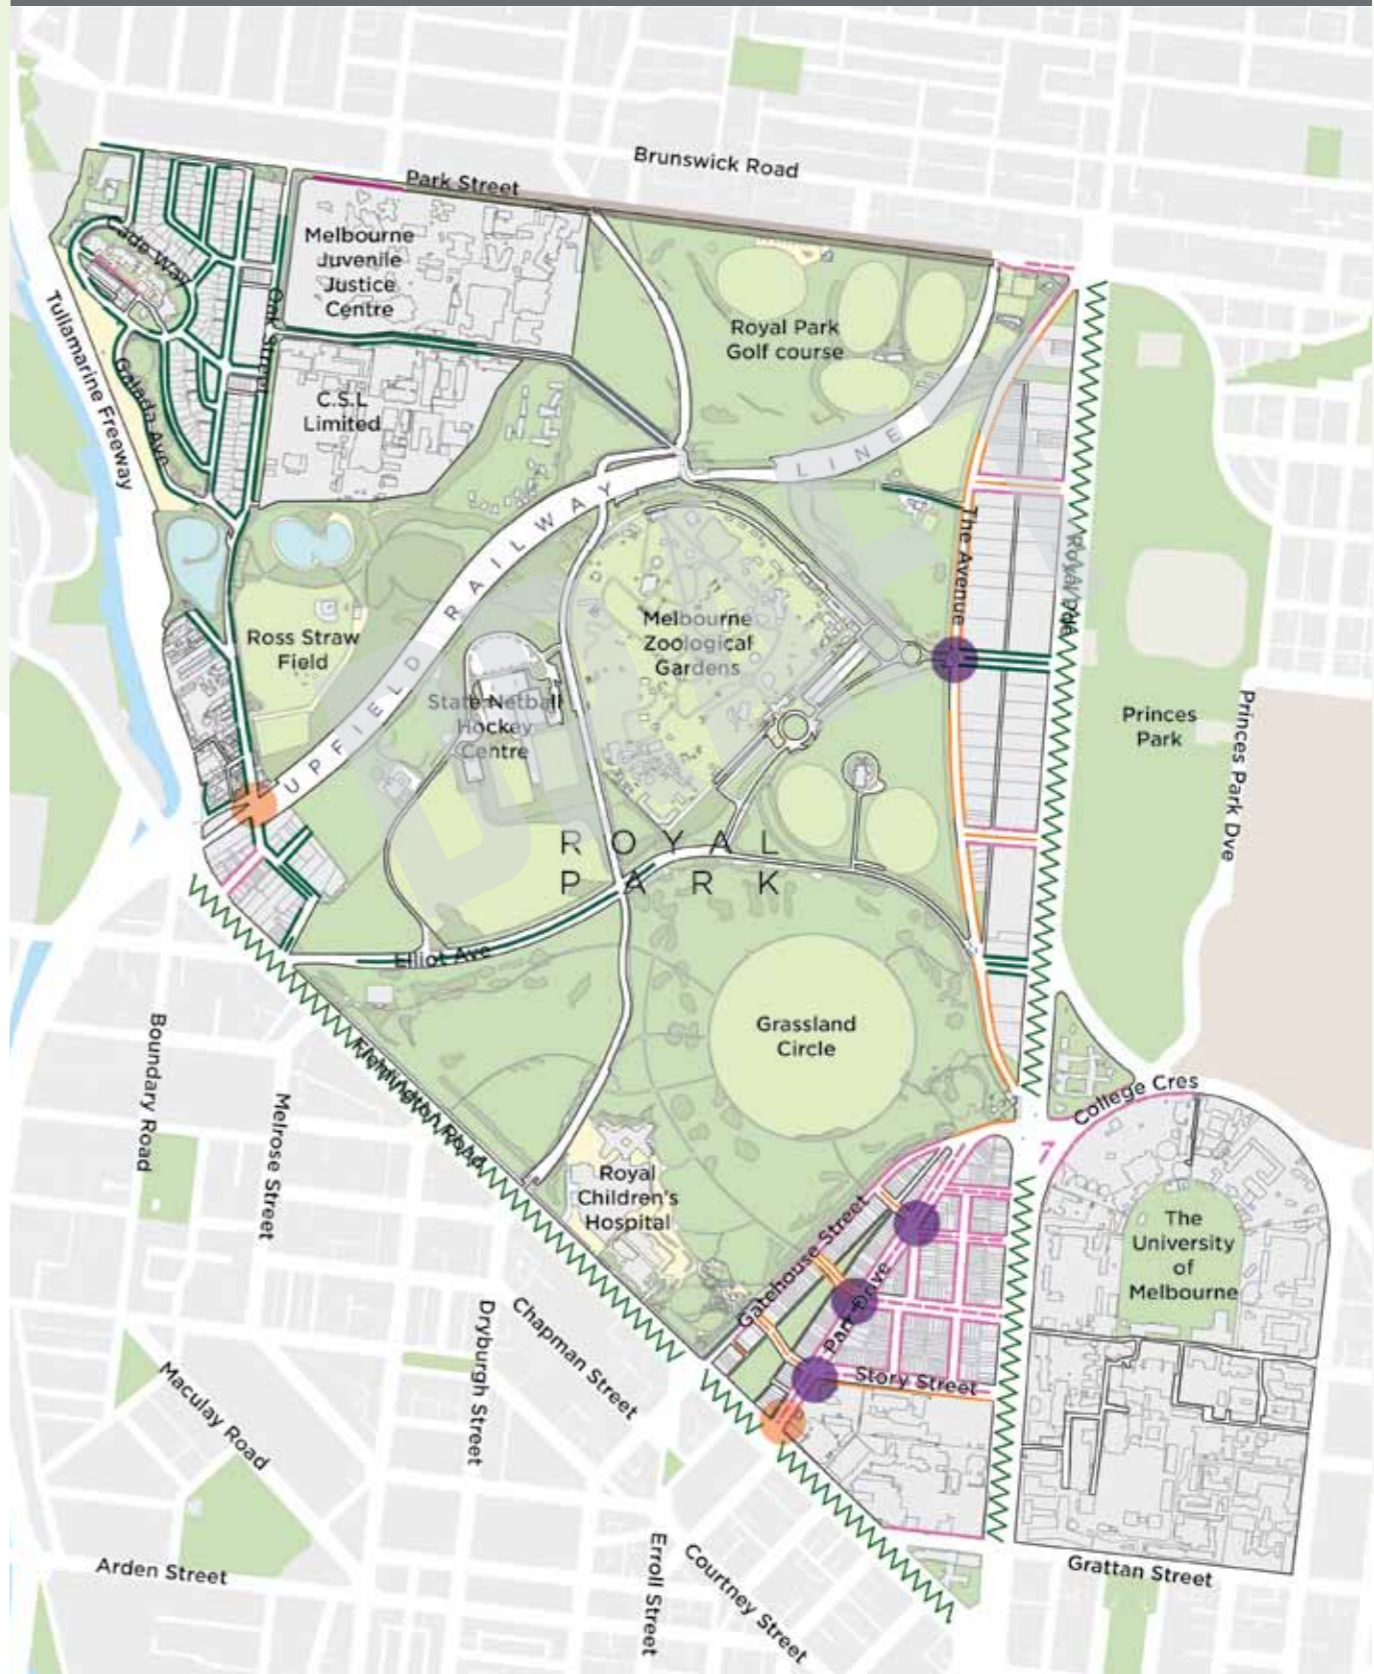 Brunswick Road
Park Street
Cade Way
Melbourne
Juvenile
Justice
Centre
Oak Street
Tullamarine Freeway
Galada Ave
Royal Park
Golf course
C.S.L
Limited
UPFIELD RAILWAY LINE
The Avenue
Royal Pde
Ross Straw
Field
Melbourne
Zoological
Gardens
State Netball
Hockey
Centre
Princes
Park
Princes Park Dve
ROYAL
PARK
Elliot Ave
Grassland
Circle
Boundary Road
Melrose Street
Flemington Road
College Cres
Royal
Children's
Hospital
Gatehouse Street
Park Drive
The
University
of
Melbourne
Dryburgh Street
Chapman Street
Story Street
Maculay Road
Arden Street
Erroll Street
Courtney Street
Grattan Street